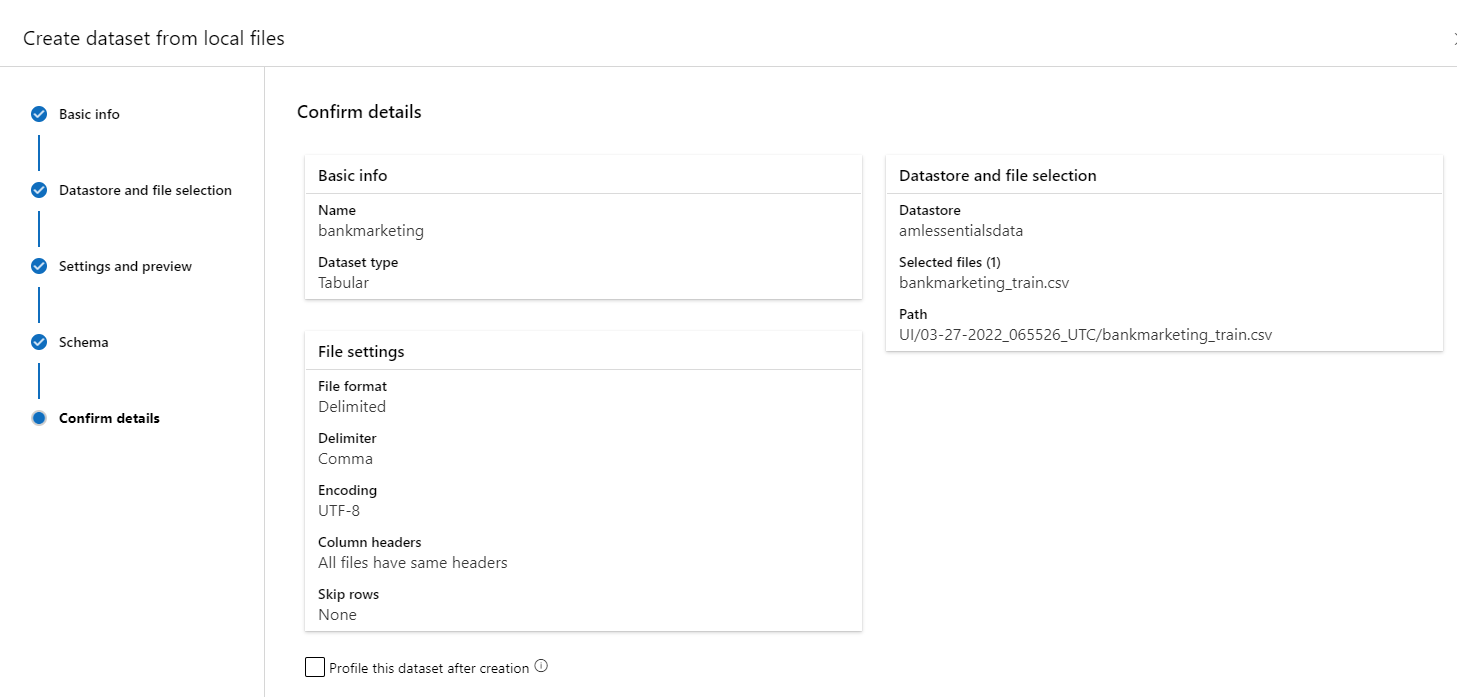 Create dataset from local files
Basic info
Datastore and file selection
Settings and preview
Schema
Confirm details
Confirm details
Basic info
Name
bankmarketing
Dataset type
Tabular
File settings
File format
Delimited
Delimiter
Comma
Encoding
UTF-8
Column headers
All files have same headers
Skip rows
None
Profile this dataset after creation
Datastore and file selection
Datastore
amlessentialsdata
Selected files (1)
bankmarketing_train.csv
Path
UI/03-27-2022_065526_UTC/bankmarketing_train.csv